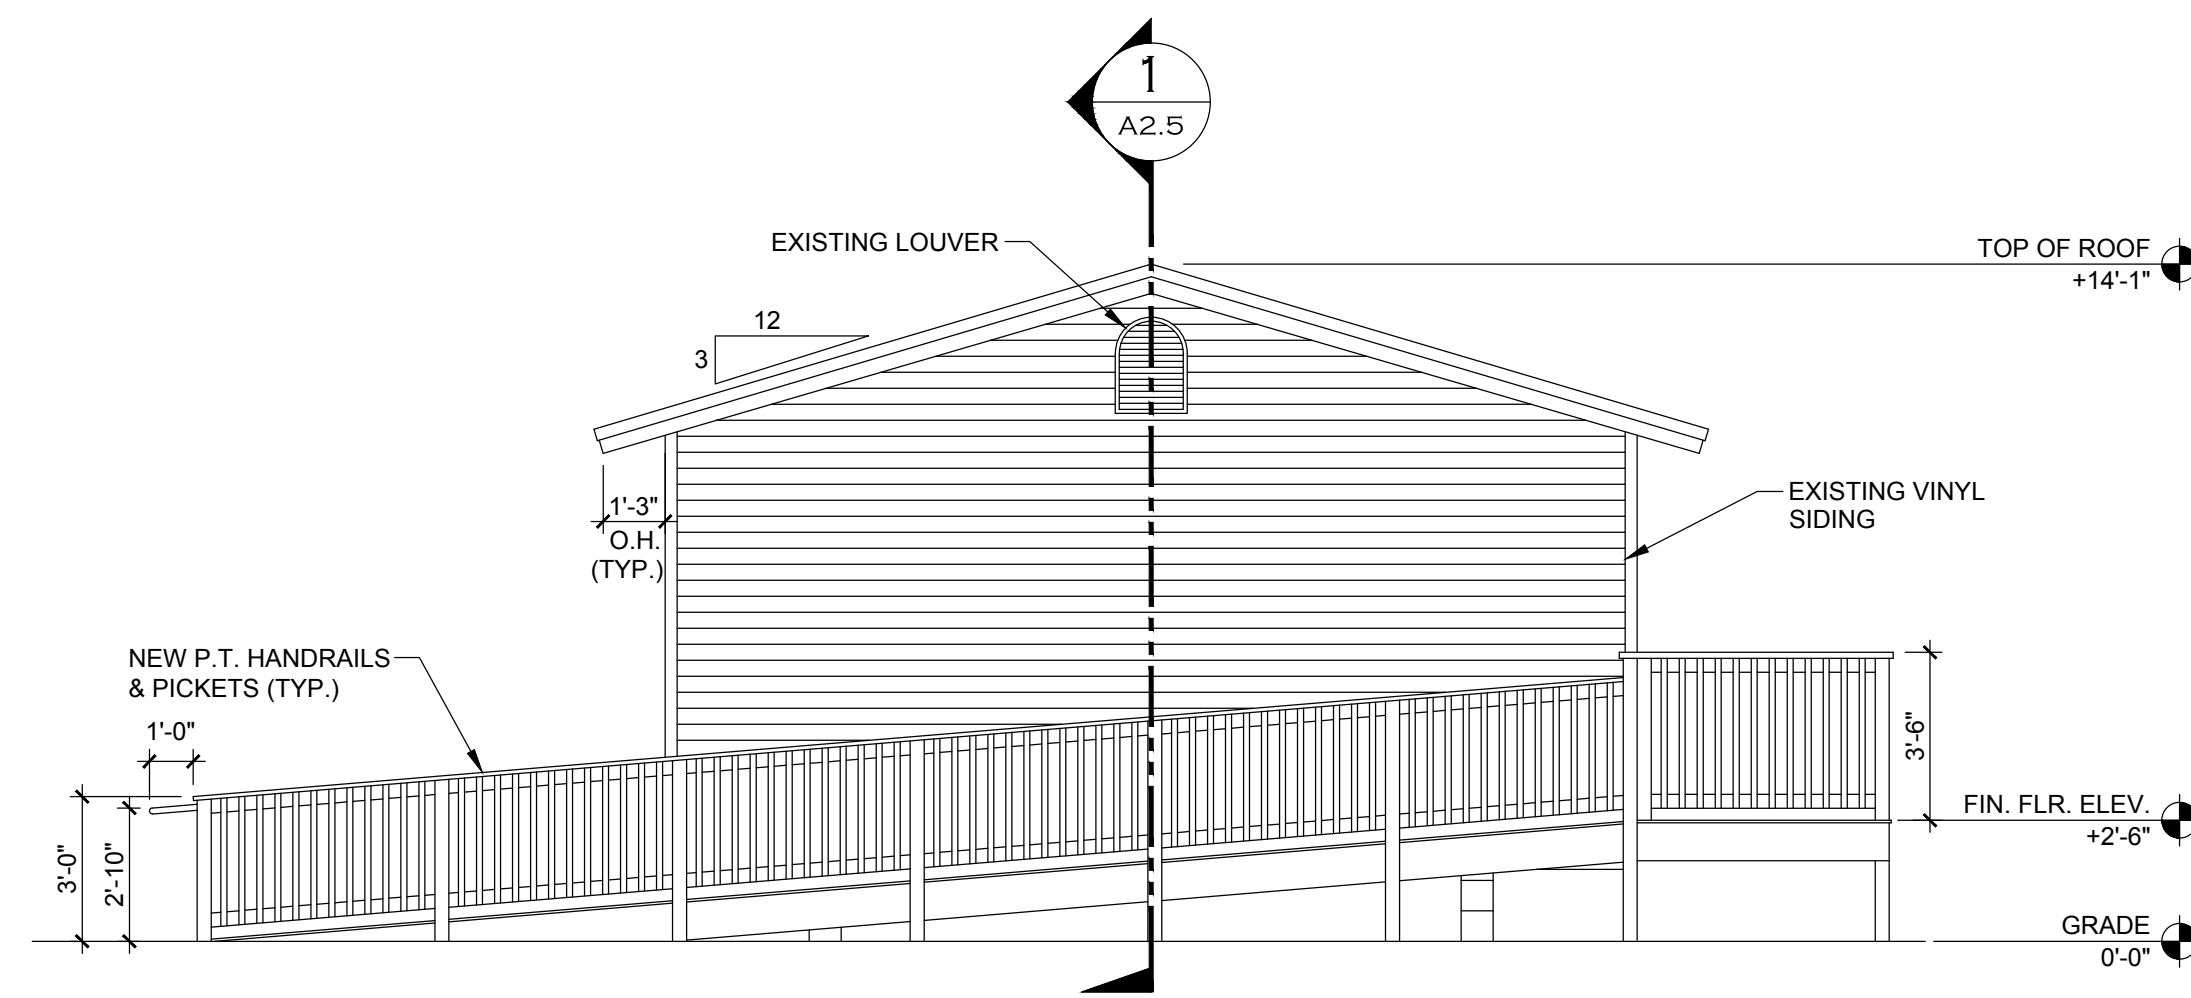 1
A2.5
EXISTING LOUVER
TOP OF ROOF
+14'-1"
12
3
EXISTING VINYL
SIDING
1'-3"
O.H.
(TYP.)
NEW P.T. HANDRAILS
& PICKETS (TYP.)
1'-0"
3'-6"
FIN. FLR. ELEV.
+2'-6"
3'-0"
2'-10"
GRADE
0'-0"